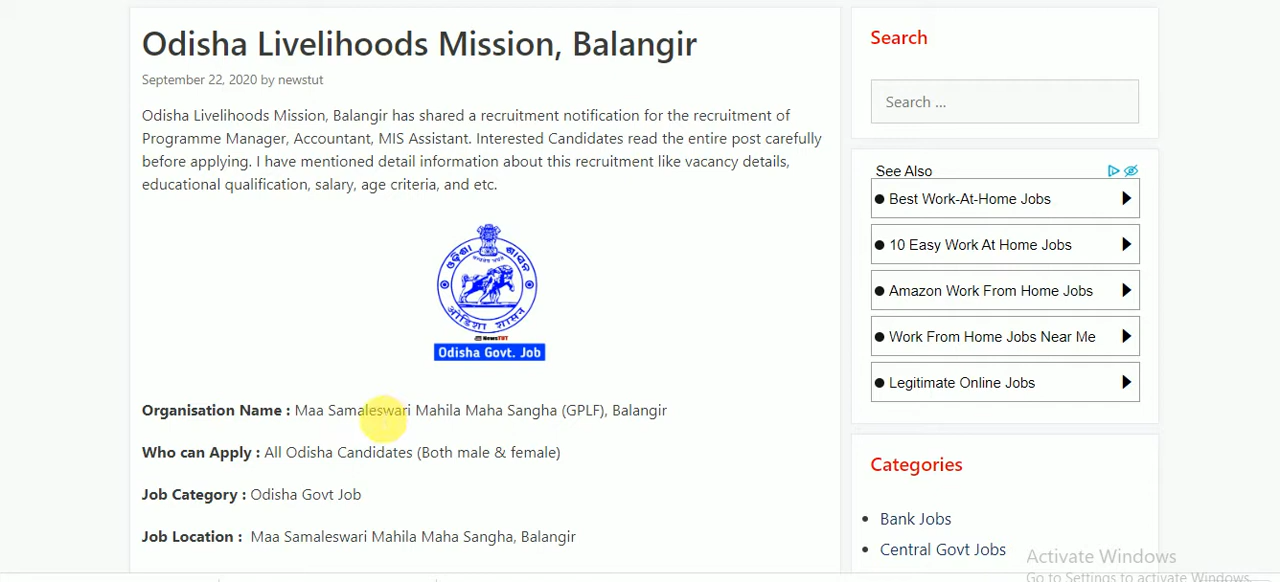 Odisha Livelihoods Mission, Balangir
September 22, 2020 by newstut
Odisha Livelihoods Mission, Balangir has shared a recruitment notification for the recruitment of
Programme Manager, Accountant, MIS Assistant. Interested Candidates read the entire post carefully
before applying. I have mentioned detail information about this recruitment like vacancy details,
educational qualification, salary, age criteria, and etc.
ଓଡ଼ିଶା ଶାସନ
ओडिशा शासन
NewsTUT
Odisha Govt. Job
Organisation Name : Maa Samaleswari Mahila Maha Sangha (GPLF), Balangir
Who can Apply : All Odisha Candidates (Both male & female)
Job Category : Odisha Govt Job
Job Location : Maa Samaleswari Mahila Maha Sangha, Balangir
Search
Search ...
See Also
Best Work-At-Home Jobs
10 Easy Work At Home Jobs
Amazon Work From Home Jobs
Work From Home Jobs Near Me
Legitimate Online Jobs
Categories
Bank Jobs
Central Govt Jobs
Activate Windows
Go to Settings to activate Windows.